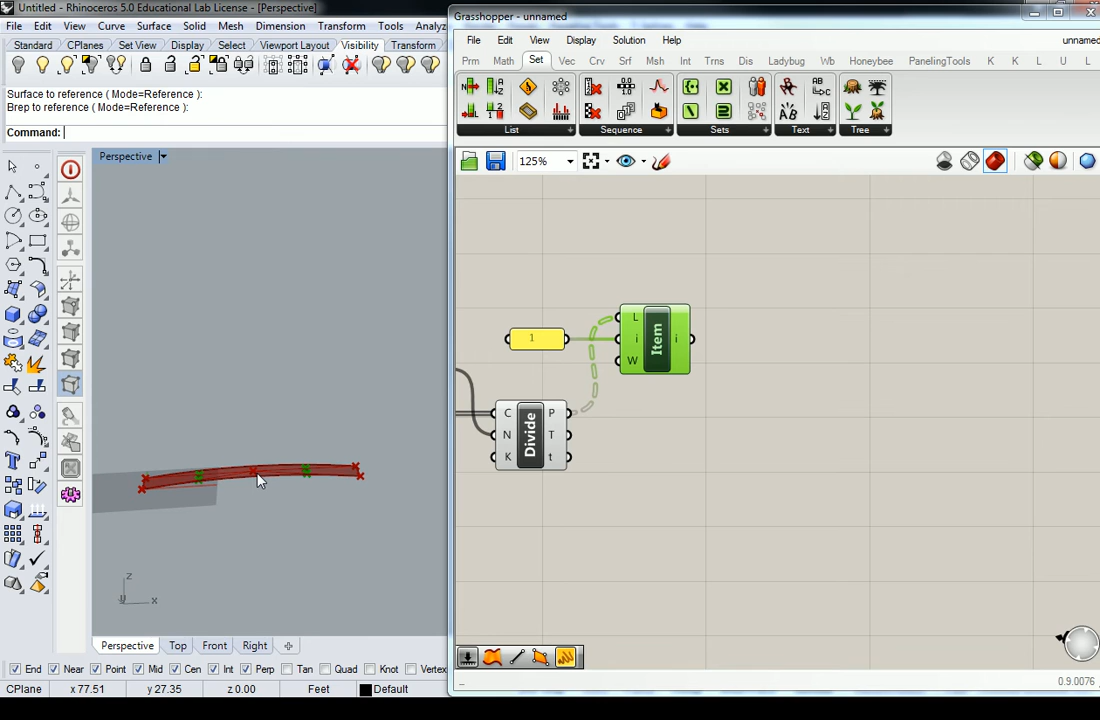 Untitled - Rhinoceros 5.0 Educational Lab License - [Perspective]
File Edit View Curve Surface Solid Mesh Dimension Transform Tools Analyz
Standard CPlanes Set View Display Select Viewport Layout Visibility Transform
Surface to reference ( Mode=Reference ):
Brep to reference ( Mode=Reference ):
Command:
Perspective
z
x
Perspective Top Front Right
End Near Point Mid Cen Int Perp Tan Quad Knot Vertex
CPlane x 77.51 y 27.35 z 0.00 Feet Default
Grasshopper - unnamed
File Edit View Display Solution Help unnamed
Prm Math Set Vec Crv Srf Msh Int Trns Dis Ladybug Wb Honeybee PanelingTools K K L U L
List Sequence Sets Text Tree
125%
1
L
i
W
Item
i
C
N
K
Divide
P
T
t
0.9.0076